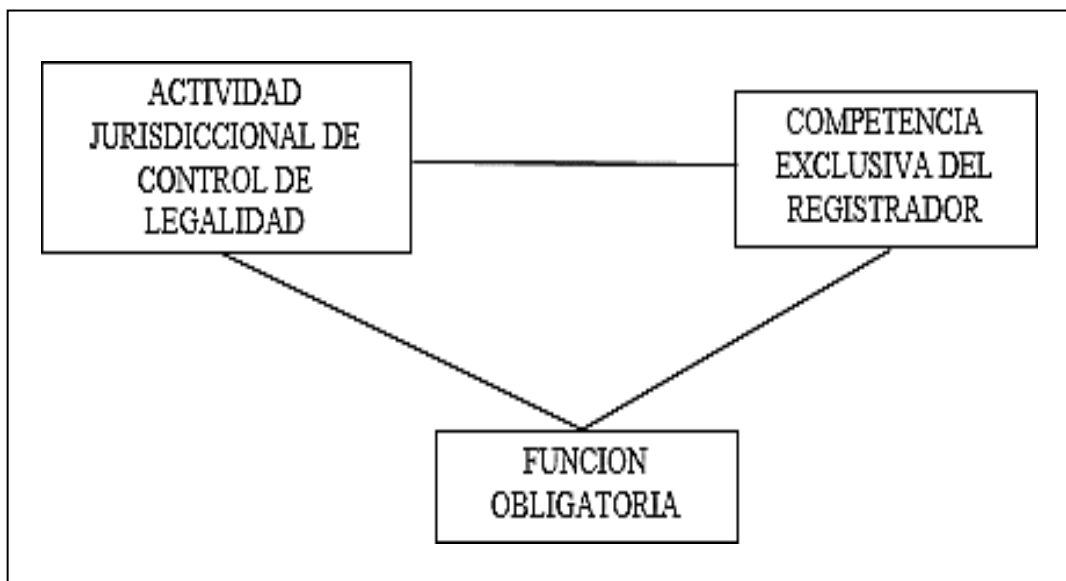 ACTIVIDAD
JURISDICCIONAL DE
CONTROL DE
LEGALIDAD
COMPETENCIA
EXCLUSIVA DEL
REGISTRADOR
FUNCION
OBLIGATORIA